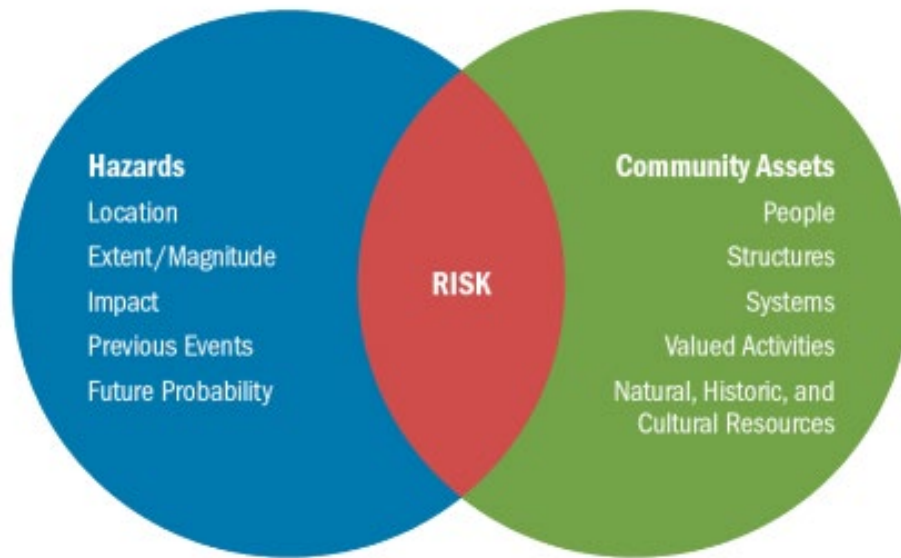 Hazards
Location
Extent/Magnitude
Impact
Previous Events
Future Probability
RISK
Community Assets
People
Structures
Systems
Valued Activities
Natural, Historic, and
Cultural Resources